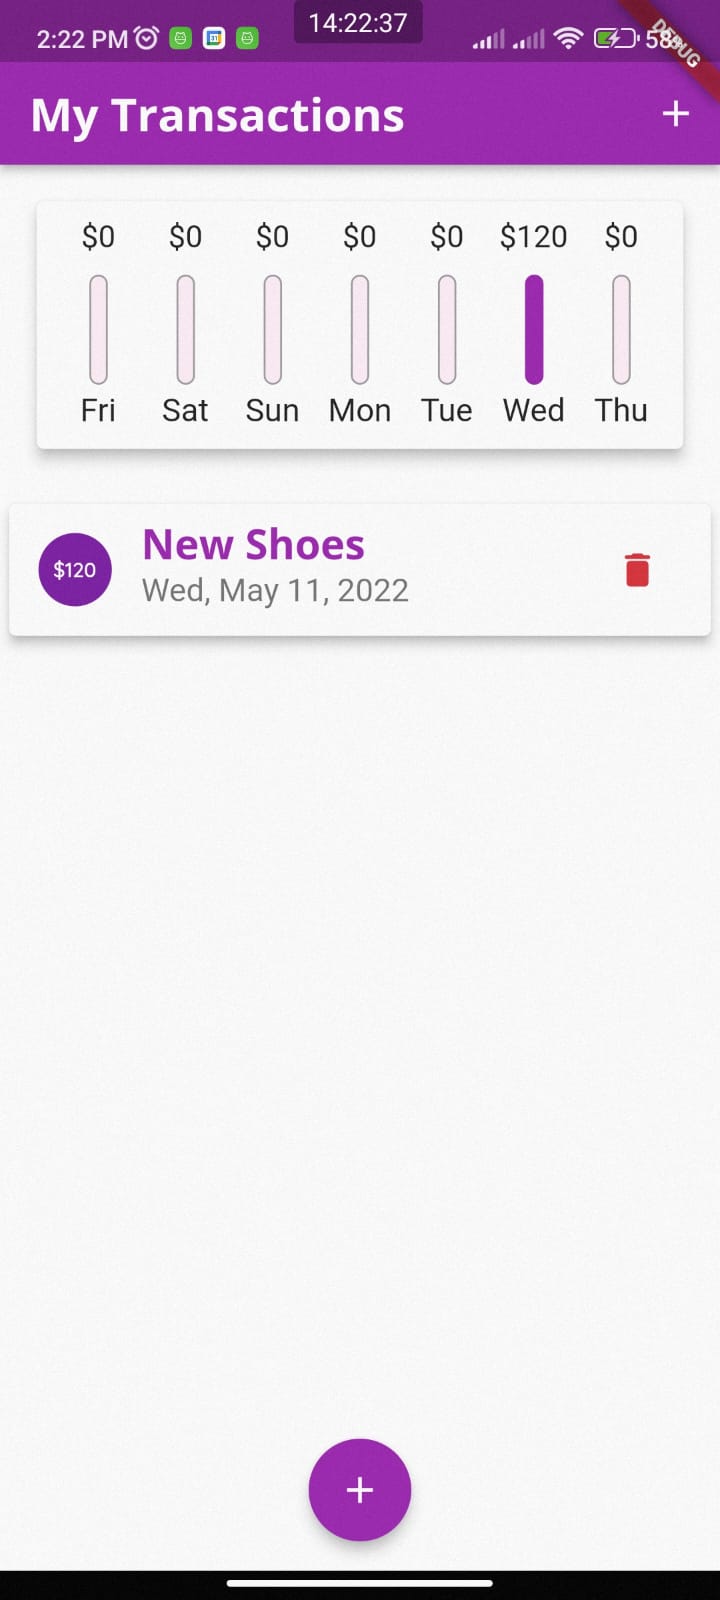 14:22:37
2:22 PM 58%
DEBUG
My Transactions +
$0 $0 $0 $0 $0 $120 $0
Fri Sat Sun Mon Tue Wed Thu
New Shoes
$120
Wed, May 11, 2022
+